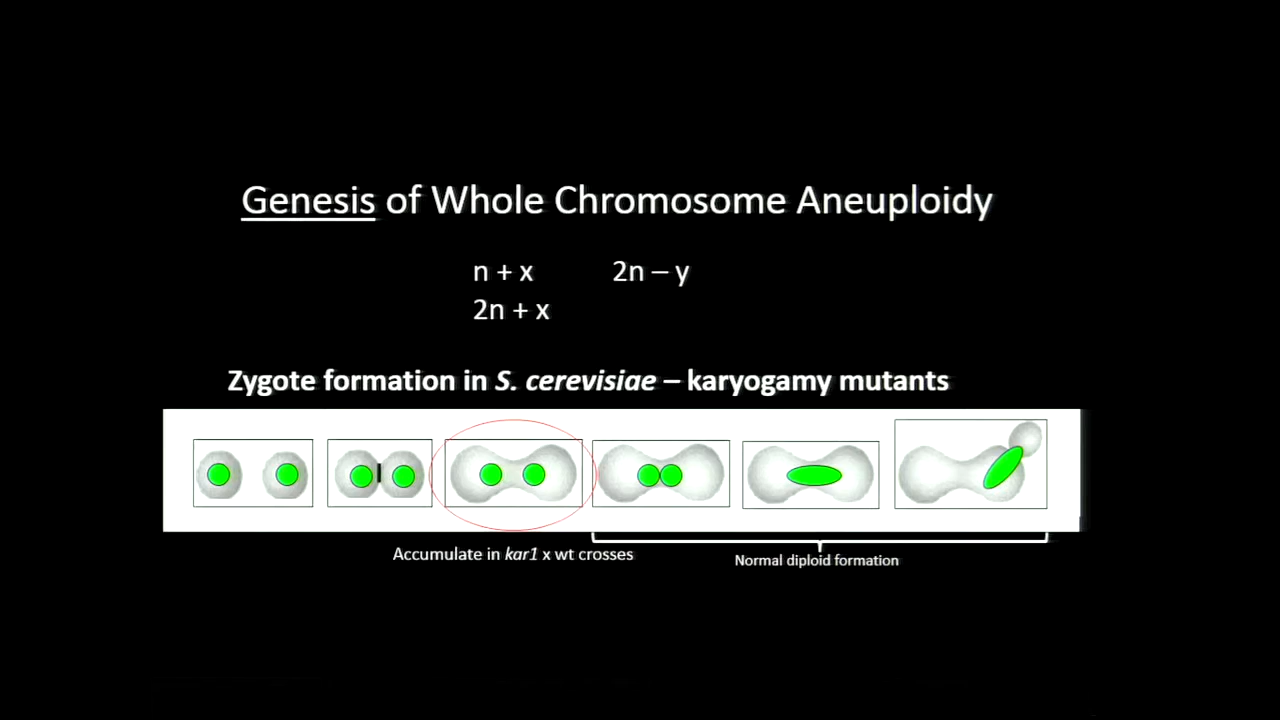 Genesis of Whole Chromosome Aneuploidy
n + x 2n – y
2n + x
Zygote formation in S. cerevisiae – karyogamy mutants
Accumulate in kar1 x wt crosses
Normal diploid formation